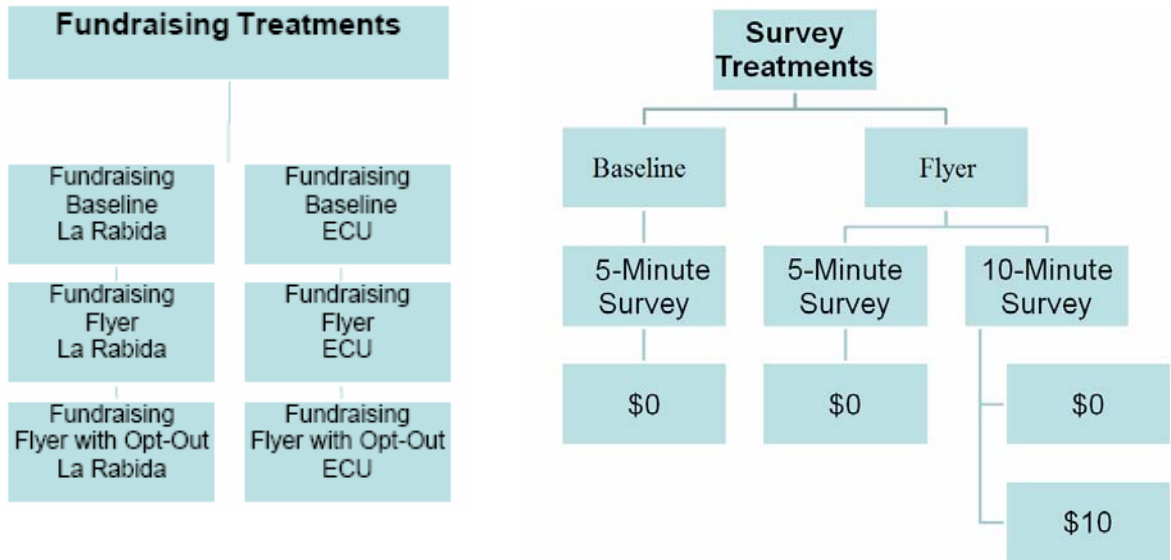 Fundraising Treatments
Fundraising
Baseline
La Rabida
Fundraising
Baseline
ECU
Fundraising
Flyer
La Rabida
Fundraising
Flyer
ECU
Fundraising
Flyer with Opt-Out
La Rabida
Fundraising
Flyer with Opt-Out
ECU
Survey
Treatments
Baseline
Flyer
5-Minute
Survey
5-Minute
Survey
10-Minute
Survey
$0
$0
$0
$10